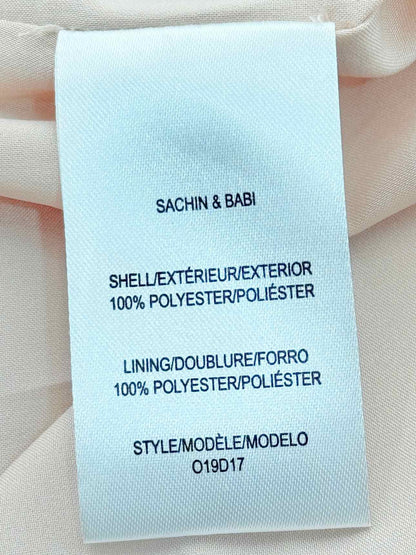 SACHIN & BABI
SHELL/EXTÉRIEUR/EXTERIOR
100% POLYESTER/POLIÉSTER
LINING/DOUBLURE/FORRO
100% POLYESTER/POLIÉSTER
STYLE/MODÈLE/MODELO
O19D17